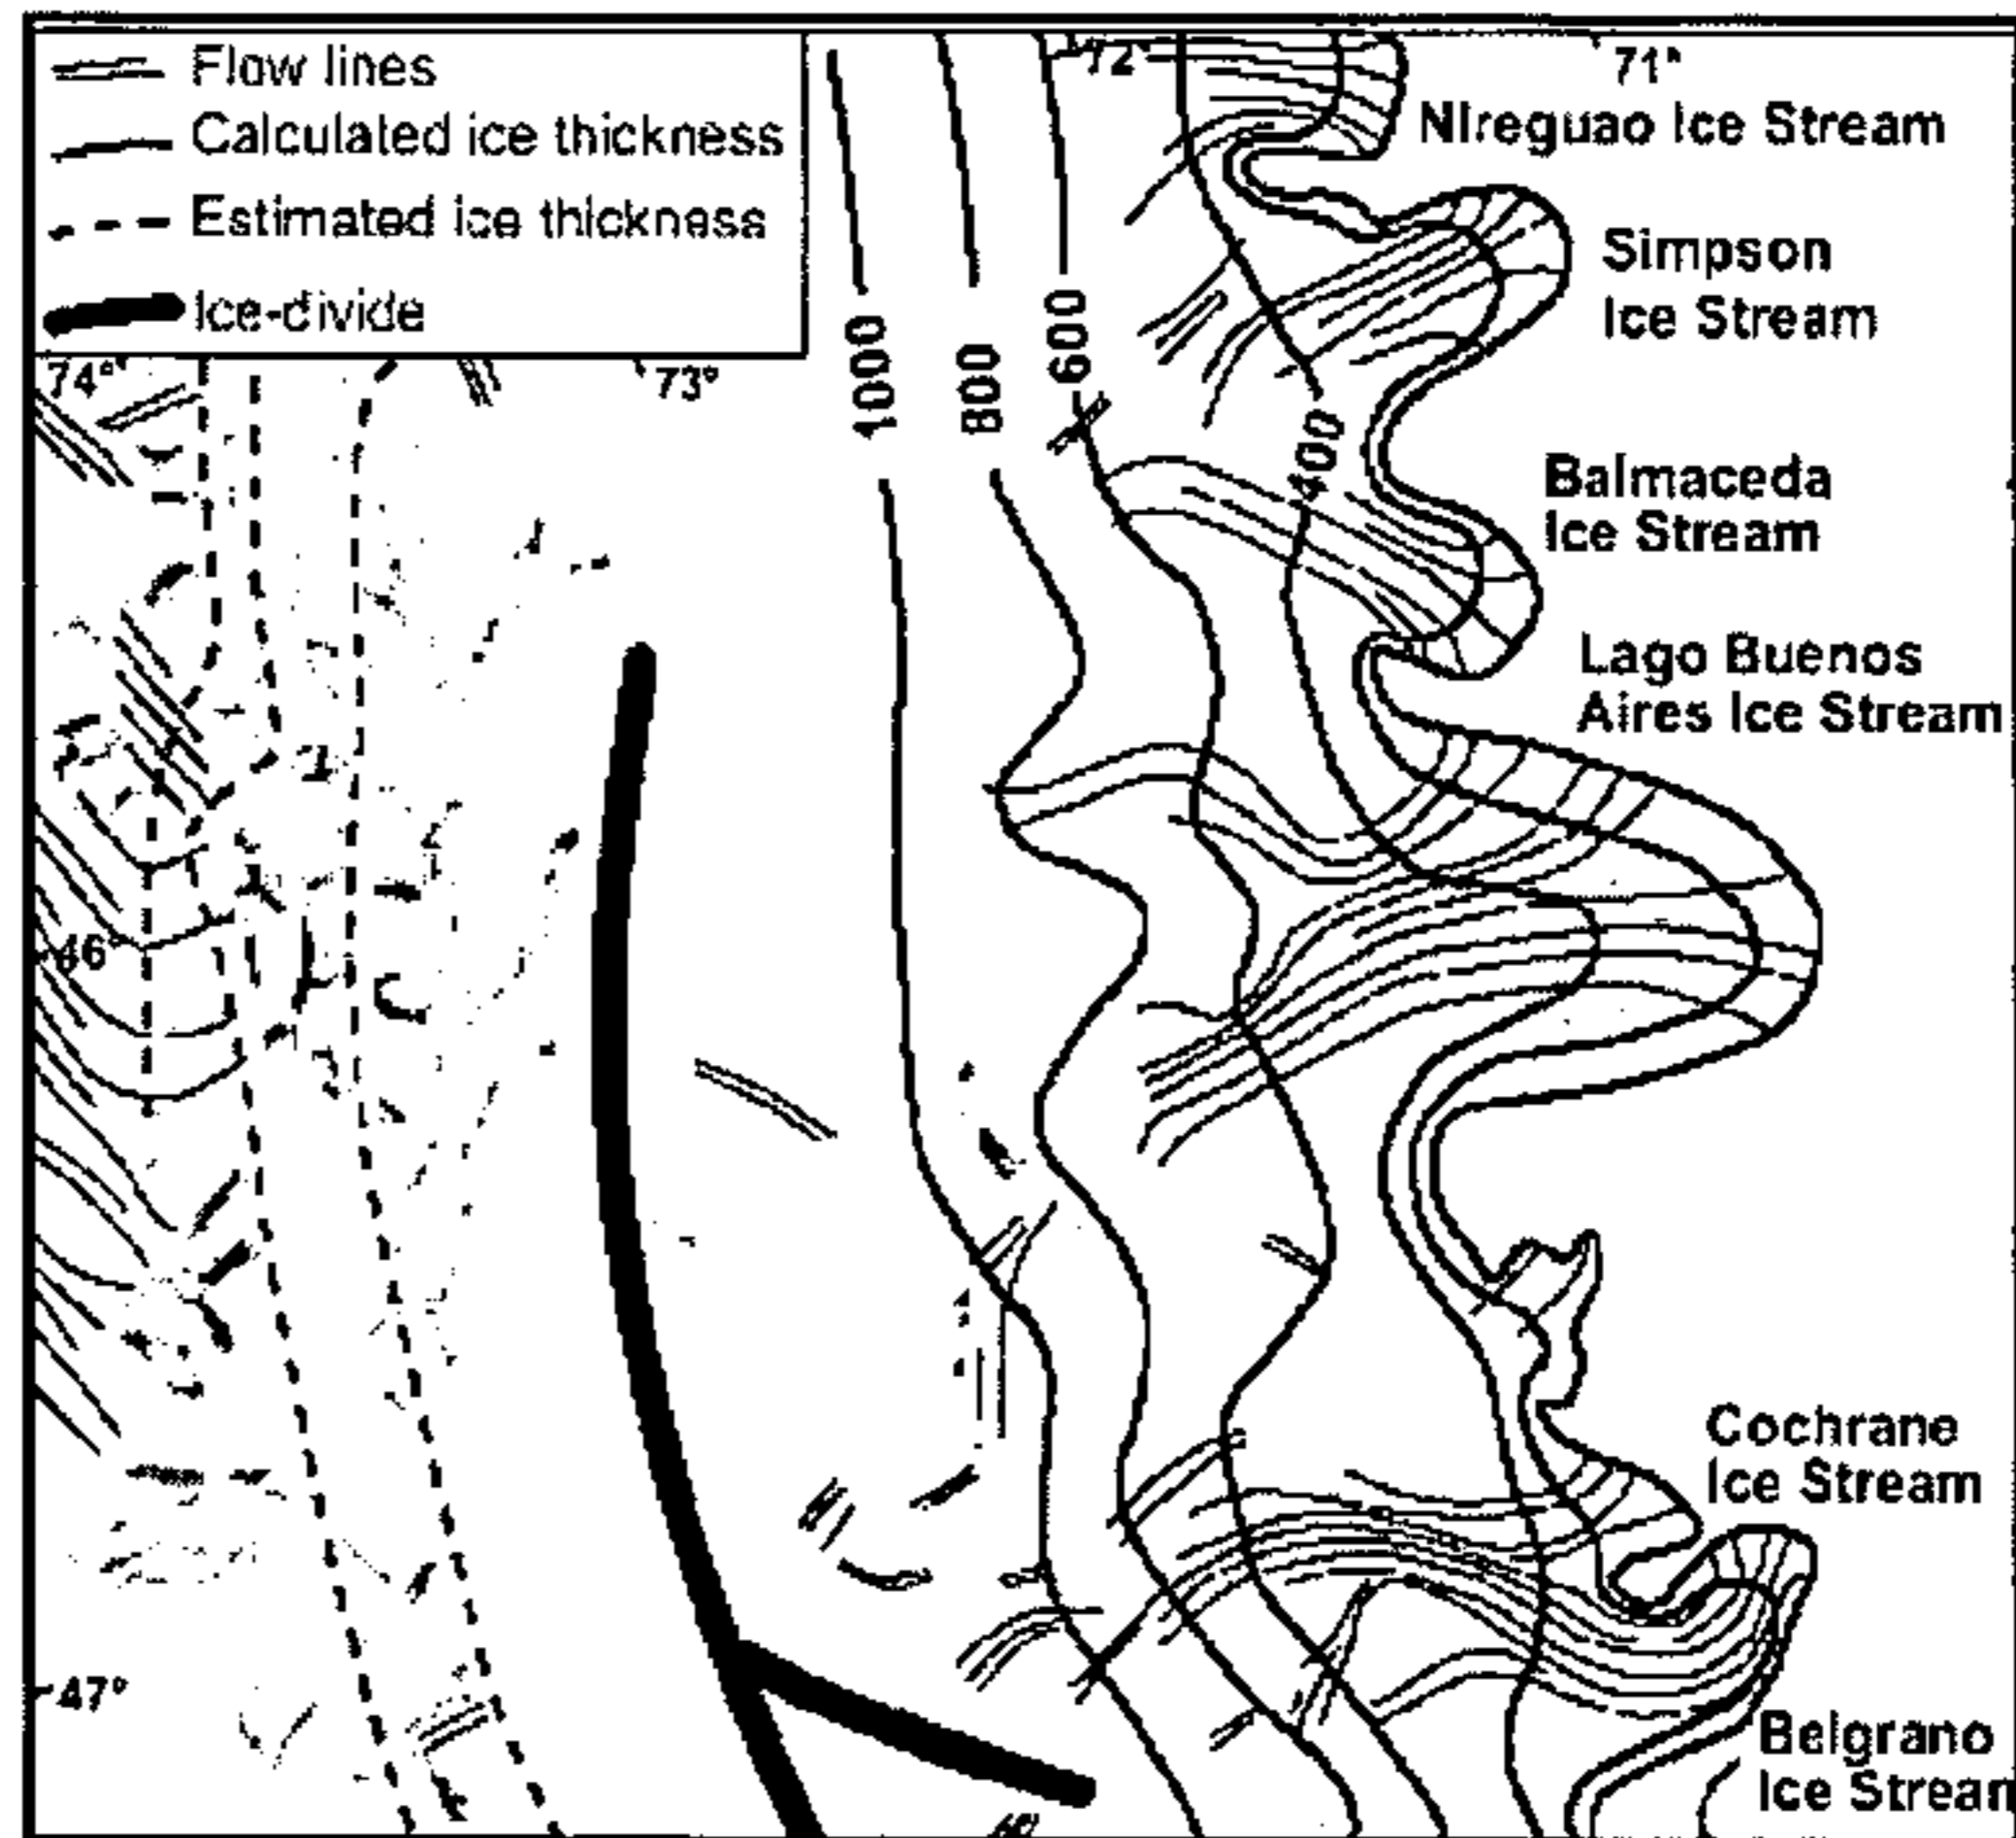 Flow lines
Calculated ice thickness
Estimated ice thickness
Ice-divide
72°
71°
74°
73°
Nireguao Ice Stream
Simpson
Ice Stream
1000
800
600
400
Balmaceda
Ice Stream
Lago Buenos
Aires Ice Stream
46°
Cochrane
Ice Stream
47°
Belgrano
Ice Stream